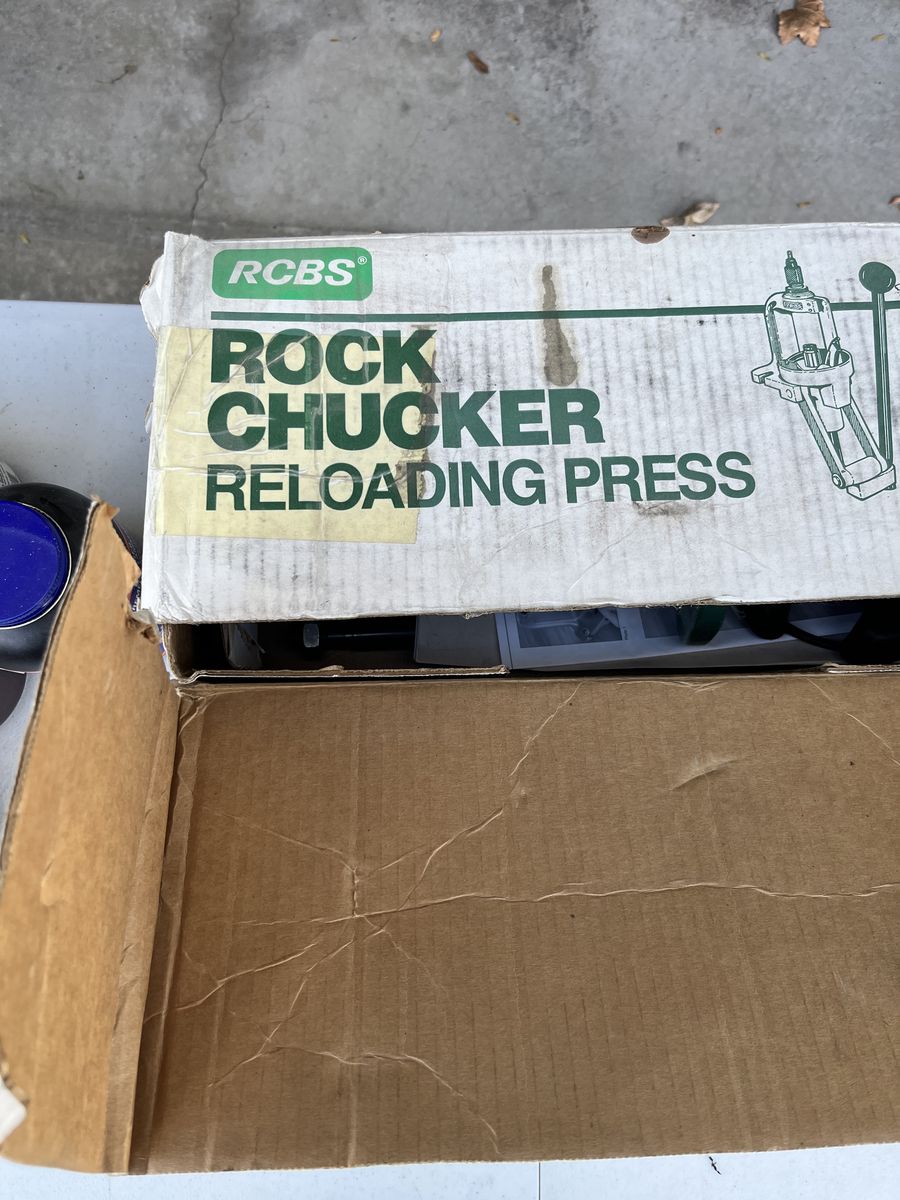 RCBS®
ROCK
CHUCKER
RELOADING PRESS